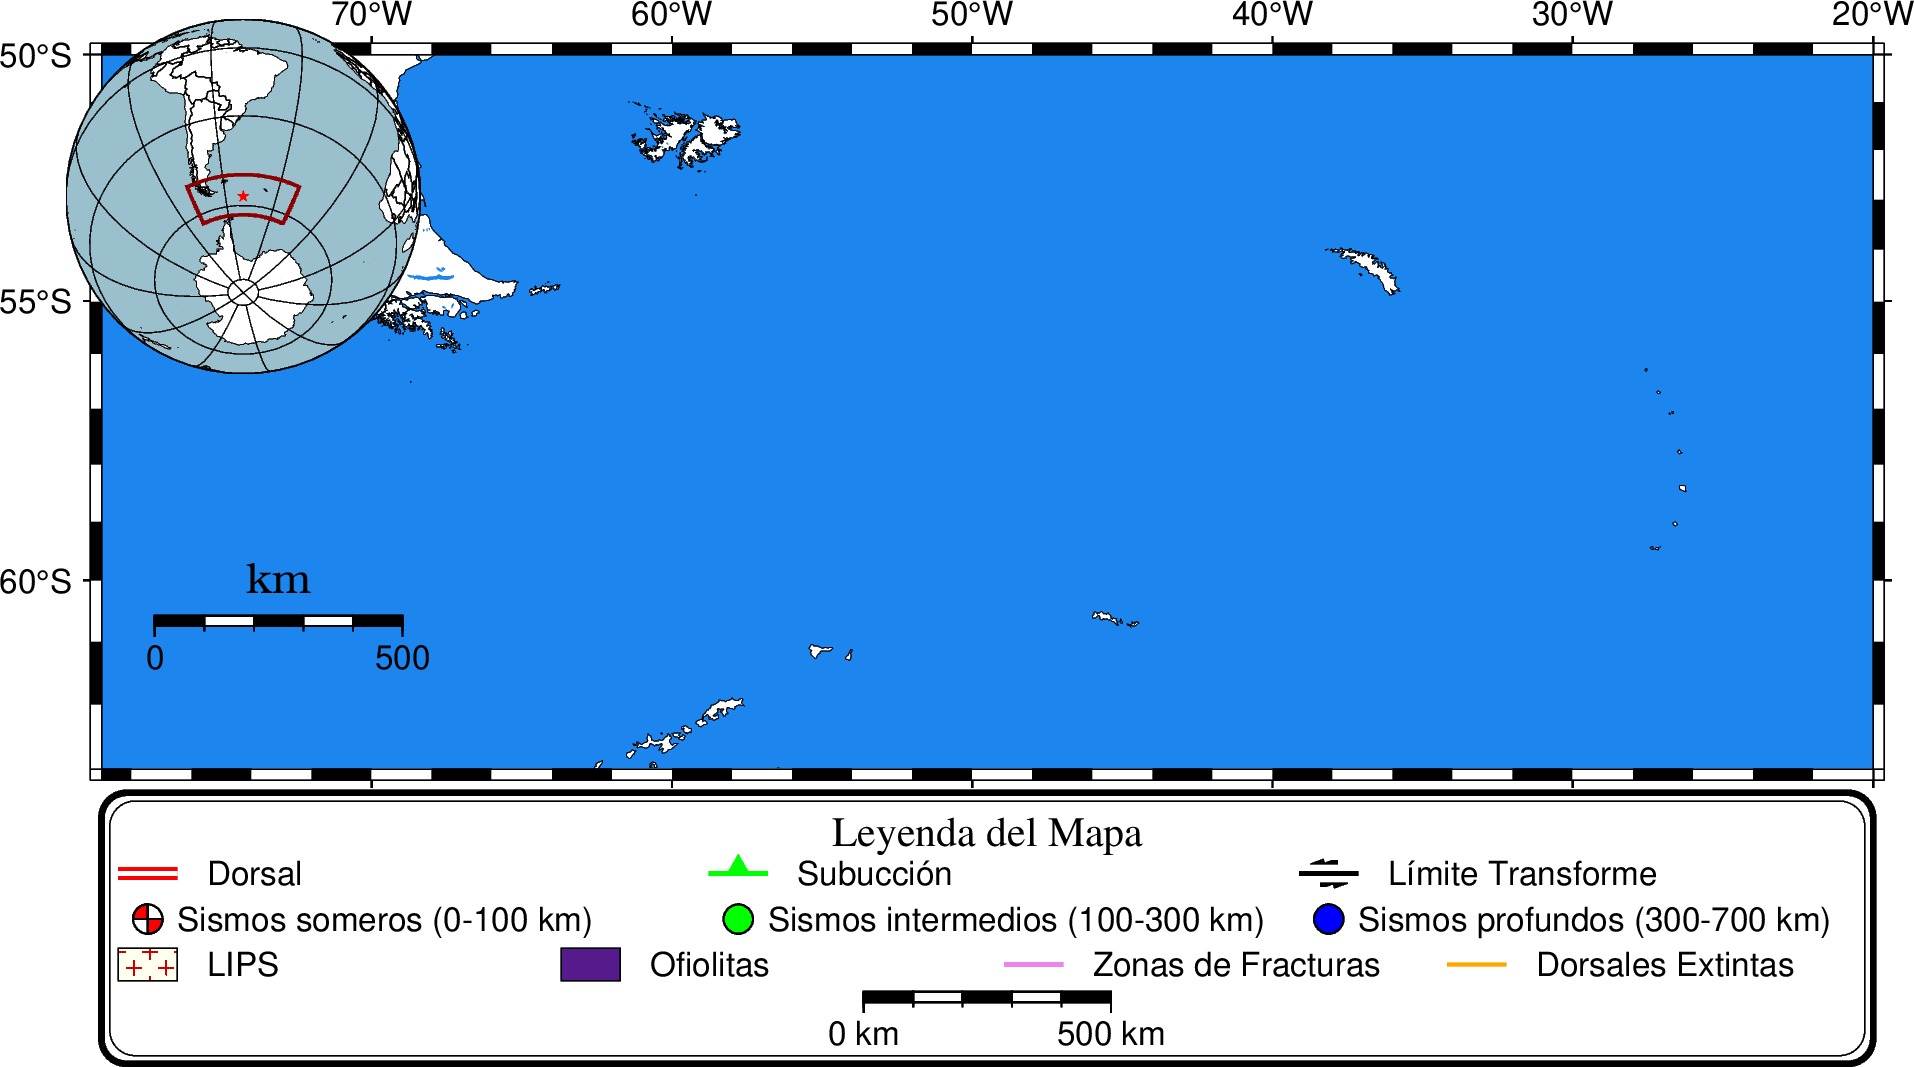 70°W 60°W 50°W 40°W 30°W 20°W
50°S
55°S
60°S
km
0 500
Leyenda del Mapa
Dorsal Subucción Límite Transforme
Sismos someros (0-100 km) Sismos intermedios (100-300 km) Sismos profundos (300-700 km)
LIPS Ofiolitas Zonas de Fracturas Dorsales Extintas
0 km 500 km